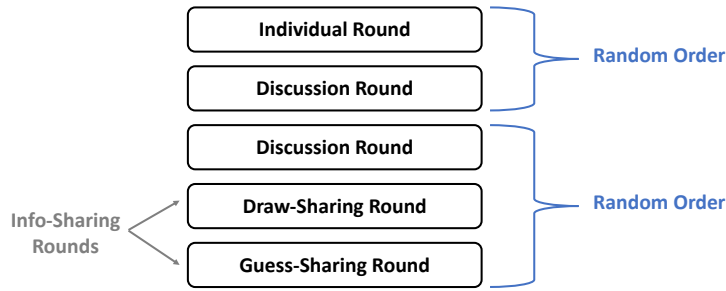 Individual Round
Random Order
Discussion Round
Discussion Round
Draw-Sharing Round
Random Order
Info-Sharing
Rounds
Guess-Sharing Round